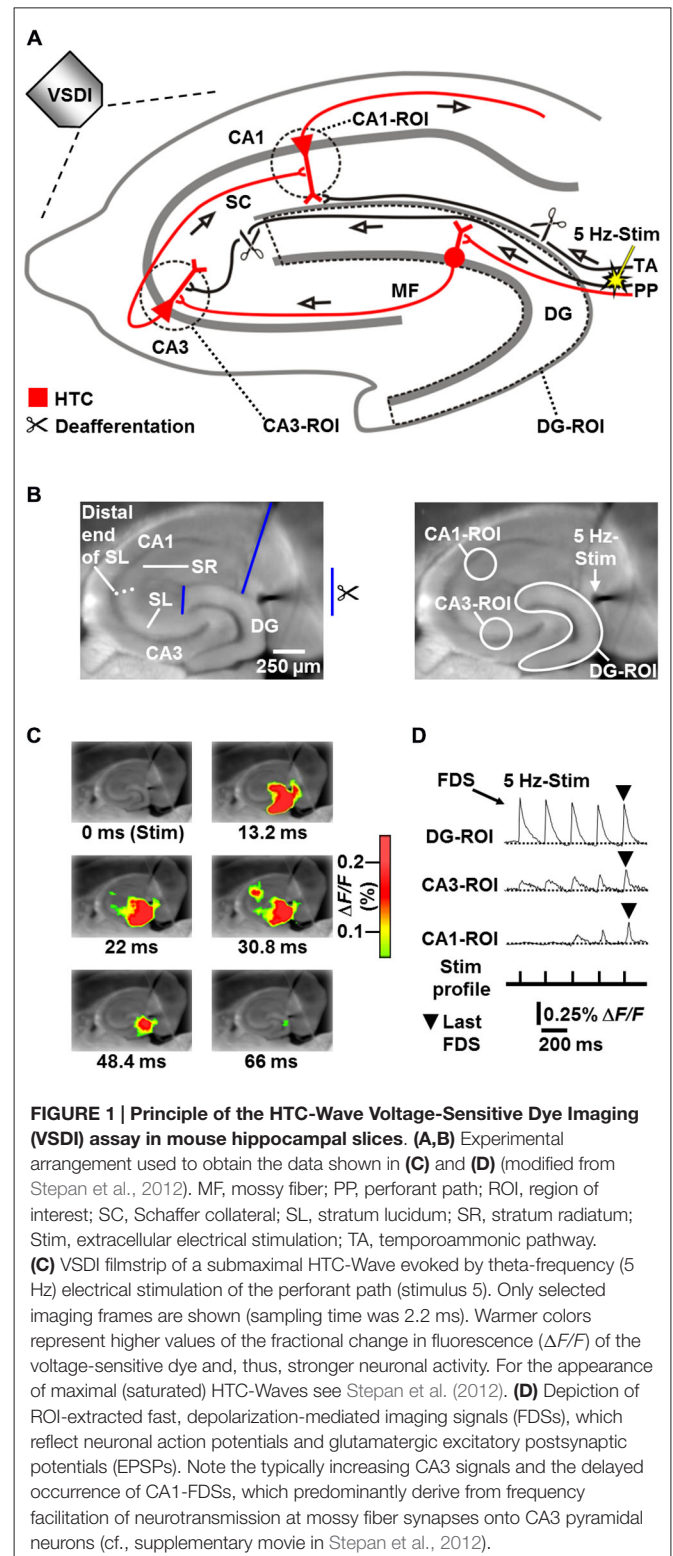 A
VSDI
CA1
CA1-ROI
SC
5 Hz-Stim
TA
PP
MF
DG
CA3
HTC
Deafferentation
CA3-ROI
DG-ROI
B
Distal
end
of SL
CA1
SR
SL
DG
CA3
250 µm
CA1-ROI
5 Hz-
Stim
CA3-ROI
DG-ROI
C
0 ms (Stim)
13.2 ms
22 ms
30.8 ms
48.4 ms
66 ms
0.2
0.1
ΔF/F
(%)
D
FDS
5 Hz-Stim
DG-ROI
CA3-ROI
CA1-ROI
Stim
profile
Last
FDS
0.25% ΔF/F
200 ms
FIGURE 1 | Principle of the HTC-Wave Voltage-Sensitive Dye Imaging
(VSDI) assay in mouse hippocampal slices. (A,B) Experimental
arrangement used to obtain the data shown in (C) and (D) (modified from
Stepan et al., 2012). MF, mossy fiber; PP, perforant path; ROI, region of
interest; SC, Schaffer collateral; SL, stratum lucidum; SR, stratum radiatum;
Stim, extracellular electrical stimulation; TA, temporoammonic pathway.
(C) VSDI filmstrip of a submaximal HTC-Wave evoked by theta-frequency (5
Hz) electrical stimulation of the perforant path (stimulus 5). Only selected
imaging frames are shown (sampling time was 2.2 ms). Warmer colors
represent higher values of the fractional change in fluorescence (ΔF/F) of the
voltage-sensitive dye and, thus, stronger neuronal activity. For the appearance
of maximal (saturated) HTC-Waves see Stepan et al. (2012). (D) Depiction of
ROI-extracted fast, depolarization-mediated imaging signals (FDSs), which
reflect neuronal action potentials and glutamatergic excitatory postsynaptic
potentials (EPSPs). Note the typically increasing CA3 signals and the delayed
occurrence of CA1-FDSs, which predominantly derive from frequency
facilitation of neurotransmission at mossy fiber synapses onto CA3 pyramidal
neurons (cf., supplementary movie in Stepan et al., 2012).